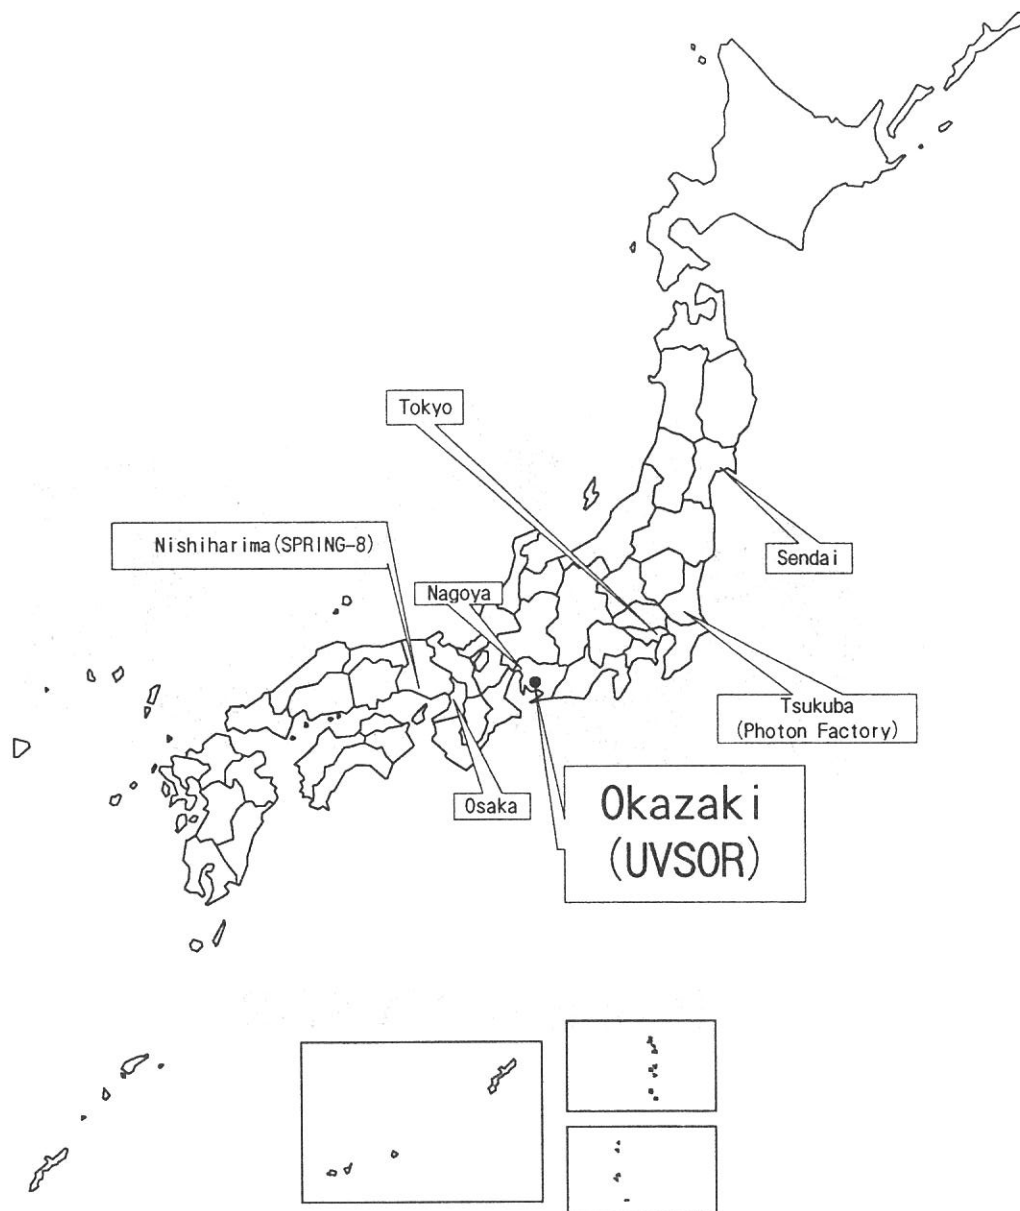 Tokyo
Nishiharima(SPRING-8)
Sendai
Nagoya
Tsukuba
(Photon Factory)
Osaka
Okazaki
(UVSOR)